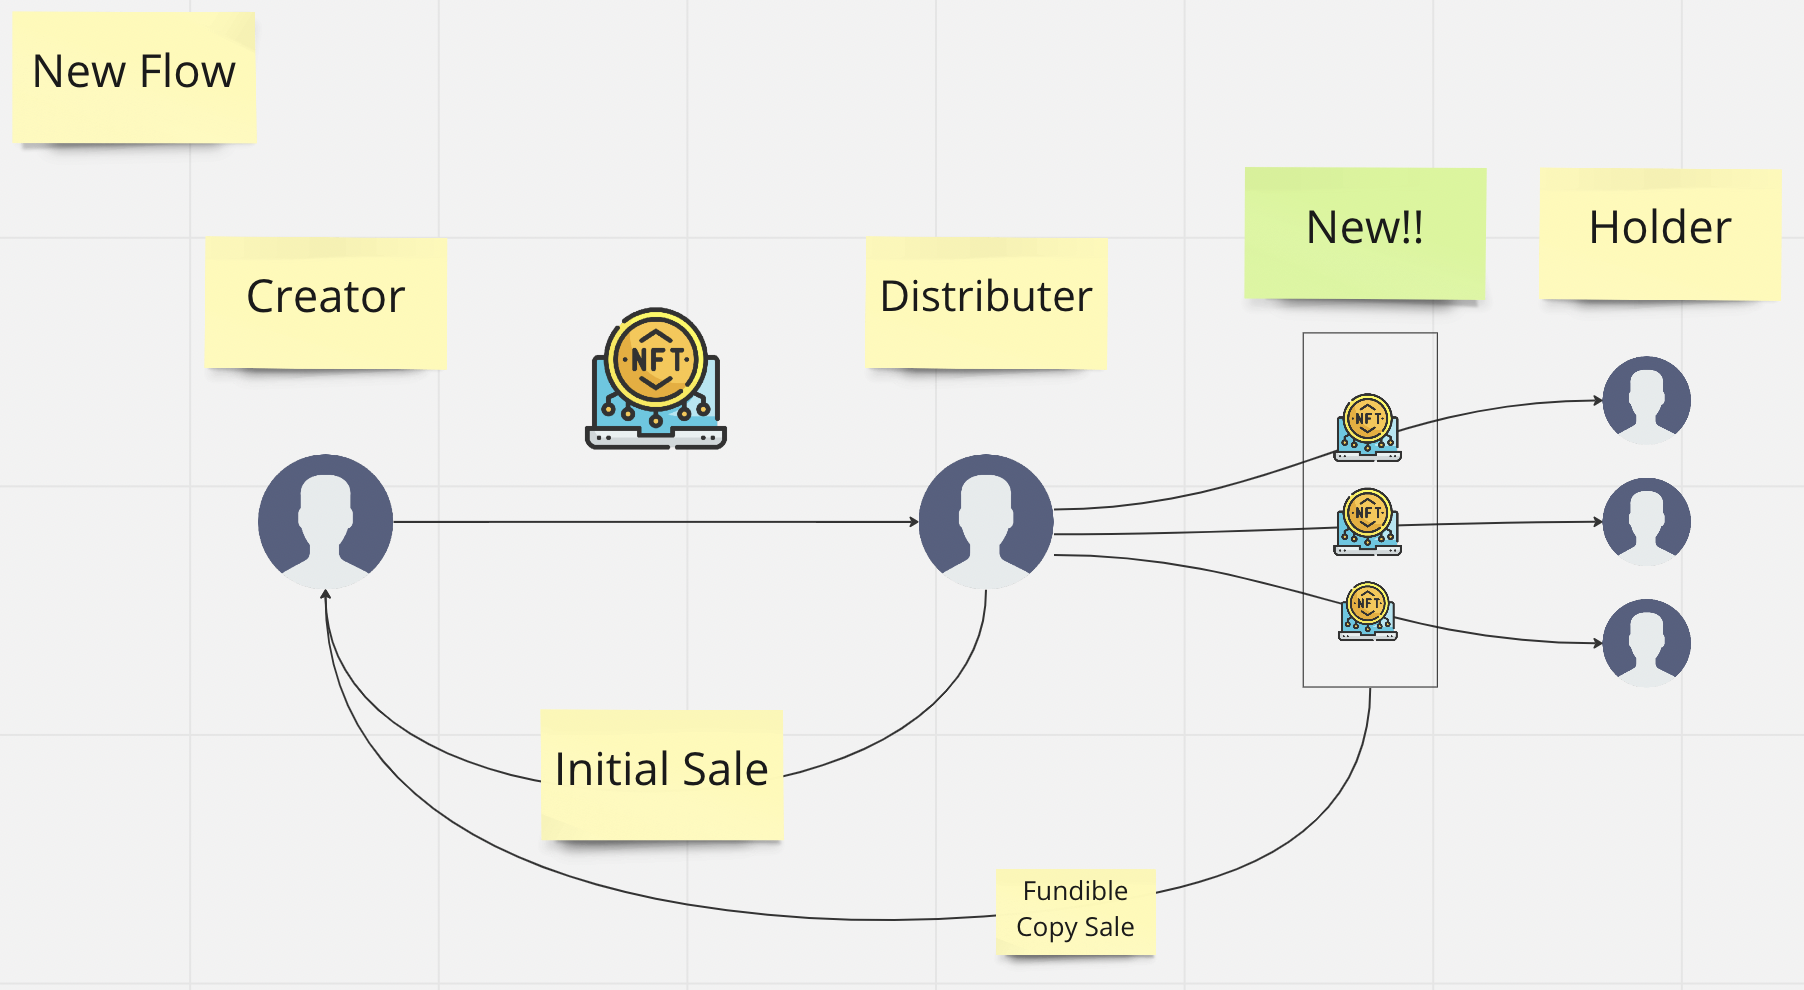 New Flow
Creator
NFT
Distributer
New!!
Holder
NFT
NFT
NFT
Initial Sale
Fundible
Copy Sale